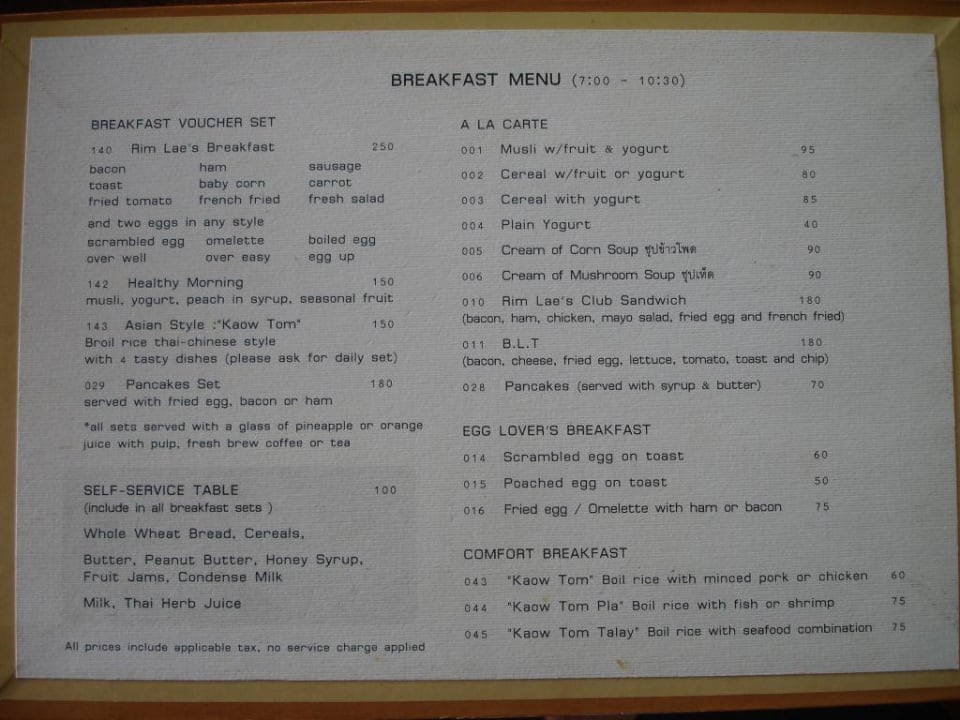 BREAKFAST MENU (7:00 - 10:30)
BREAKFAST VOUCHER SET
140 Rim Lae's Breakfast 250
bacon ham sausage
toast baby corn carrot
fried tomato french fried fresh salad
and two eggs in any style
scrambled egg omelette boiled egg
over well over easy egg up
142 Healthy Morning 150
musli, yogurt, peach in syrup, seasonal fruit
143 Asian Style :"Kaow Tom" 150
Broil rice thai-chinese style
with 4 tasty dishes (please ask for daily set)
029 Pancakes Set 180
served with fried egg, bacon or ham
*all sets served with a glass of pineapple or orange
juice with pulp, fresh brew coffee or tea
SELF-SERVICE TABLE 100
(include in all breakfast sets )
Whole Wheat Bread, Cereals,
Butter, Peanut Butter, Honey Syrup,
Fruit Jams, Condense Milk
Milk, Thai Herb Juice
All prices include applicable tax, no service charge applied
A LA CARTE
001 Musli w/fruit & yogurt 95
002 Cereal w/fruit or yogurt 80
003 Cereal with yogurt 85
004 Plain Yogurt 40
005 Cream of Corn Soup ซุปข้าวโพด 90
006 Cream of Mushroom Soup ซุปเห็ด 90
010 Rim Lae's Club Sandwich 180
(bacon, ham, chicken, mayo salad, fried egg and french fried)
011 B.L.T 180
(bacon, cheese, fried egg, lettuce, tomato, toast and chip)
028 Pancakes (served with syrup & butter) 70
EGG LOVER'S BREAKFAST
014 Scrambled egg on toast 60
015 Poached egg on toast 50
016 Fried egg / Omelette with ham or bacon 75
COMFORT BREAKFAST
043 "Kaow Tom" Boil rice with minced pork or chicken 60
044 "Kaow Tom Pla" Boil rice with fish or shrimp 75
045 "Kaow Tom Talay" Boil rice with seafood combination 75